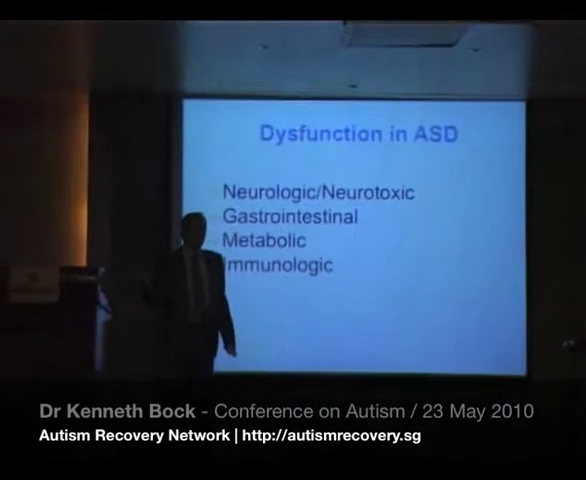 Dysfunction in ASD
Neurologic/Neurotoxic
Gastrointestinal
Metabolic
Immunologic
Dr Kenneth Bock - Conference on Autism / 23 May 2010
Autism Recovery Network | http://autismrecovery.sg